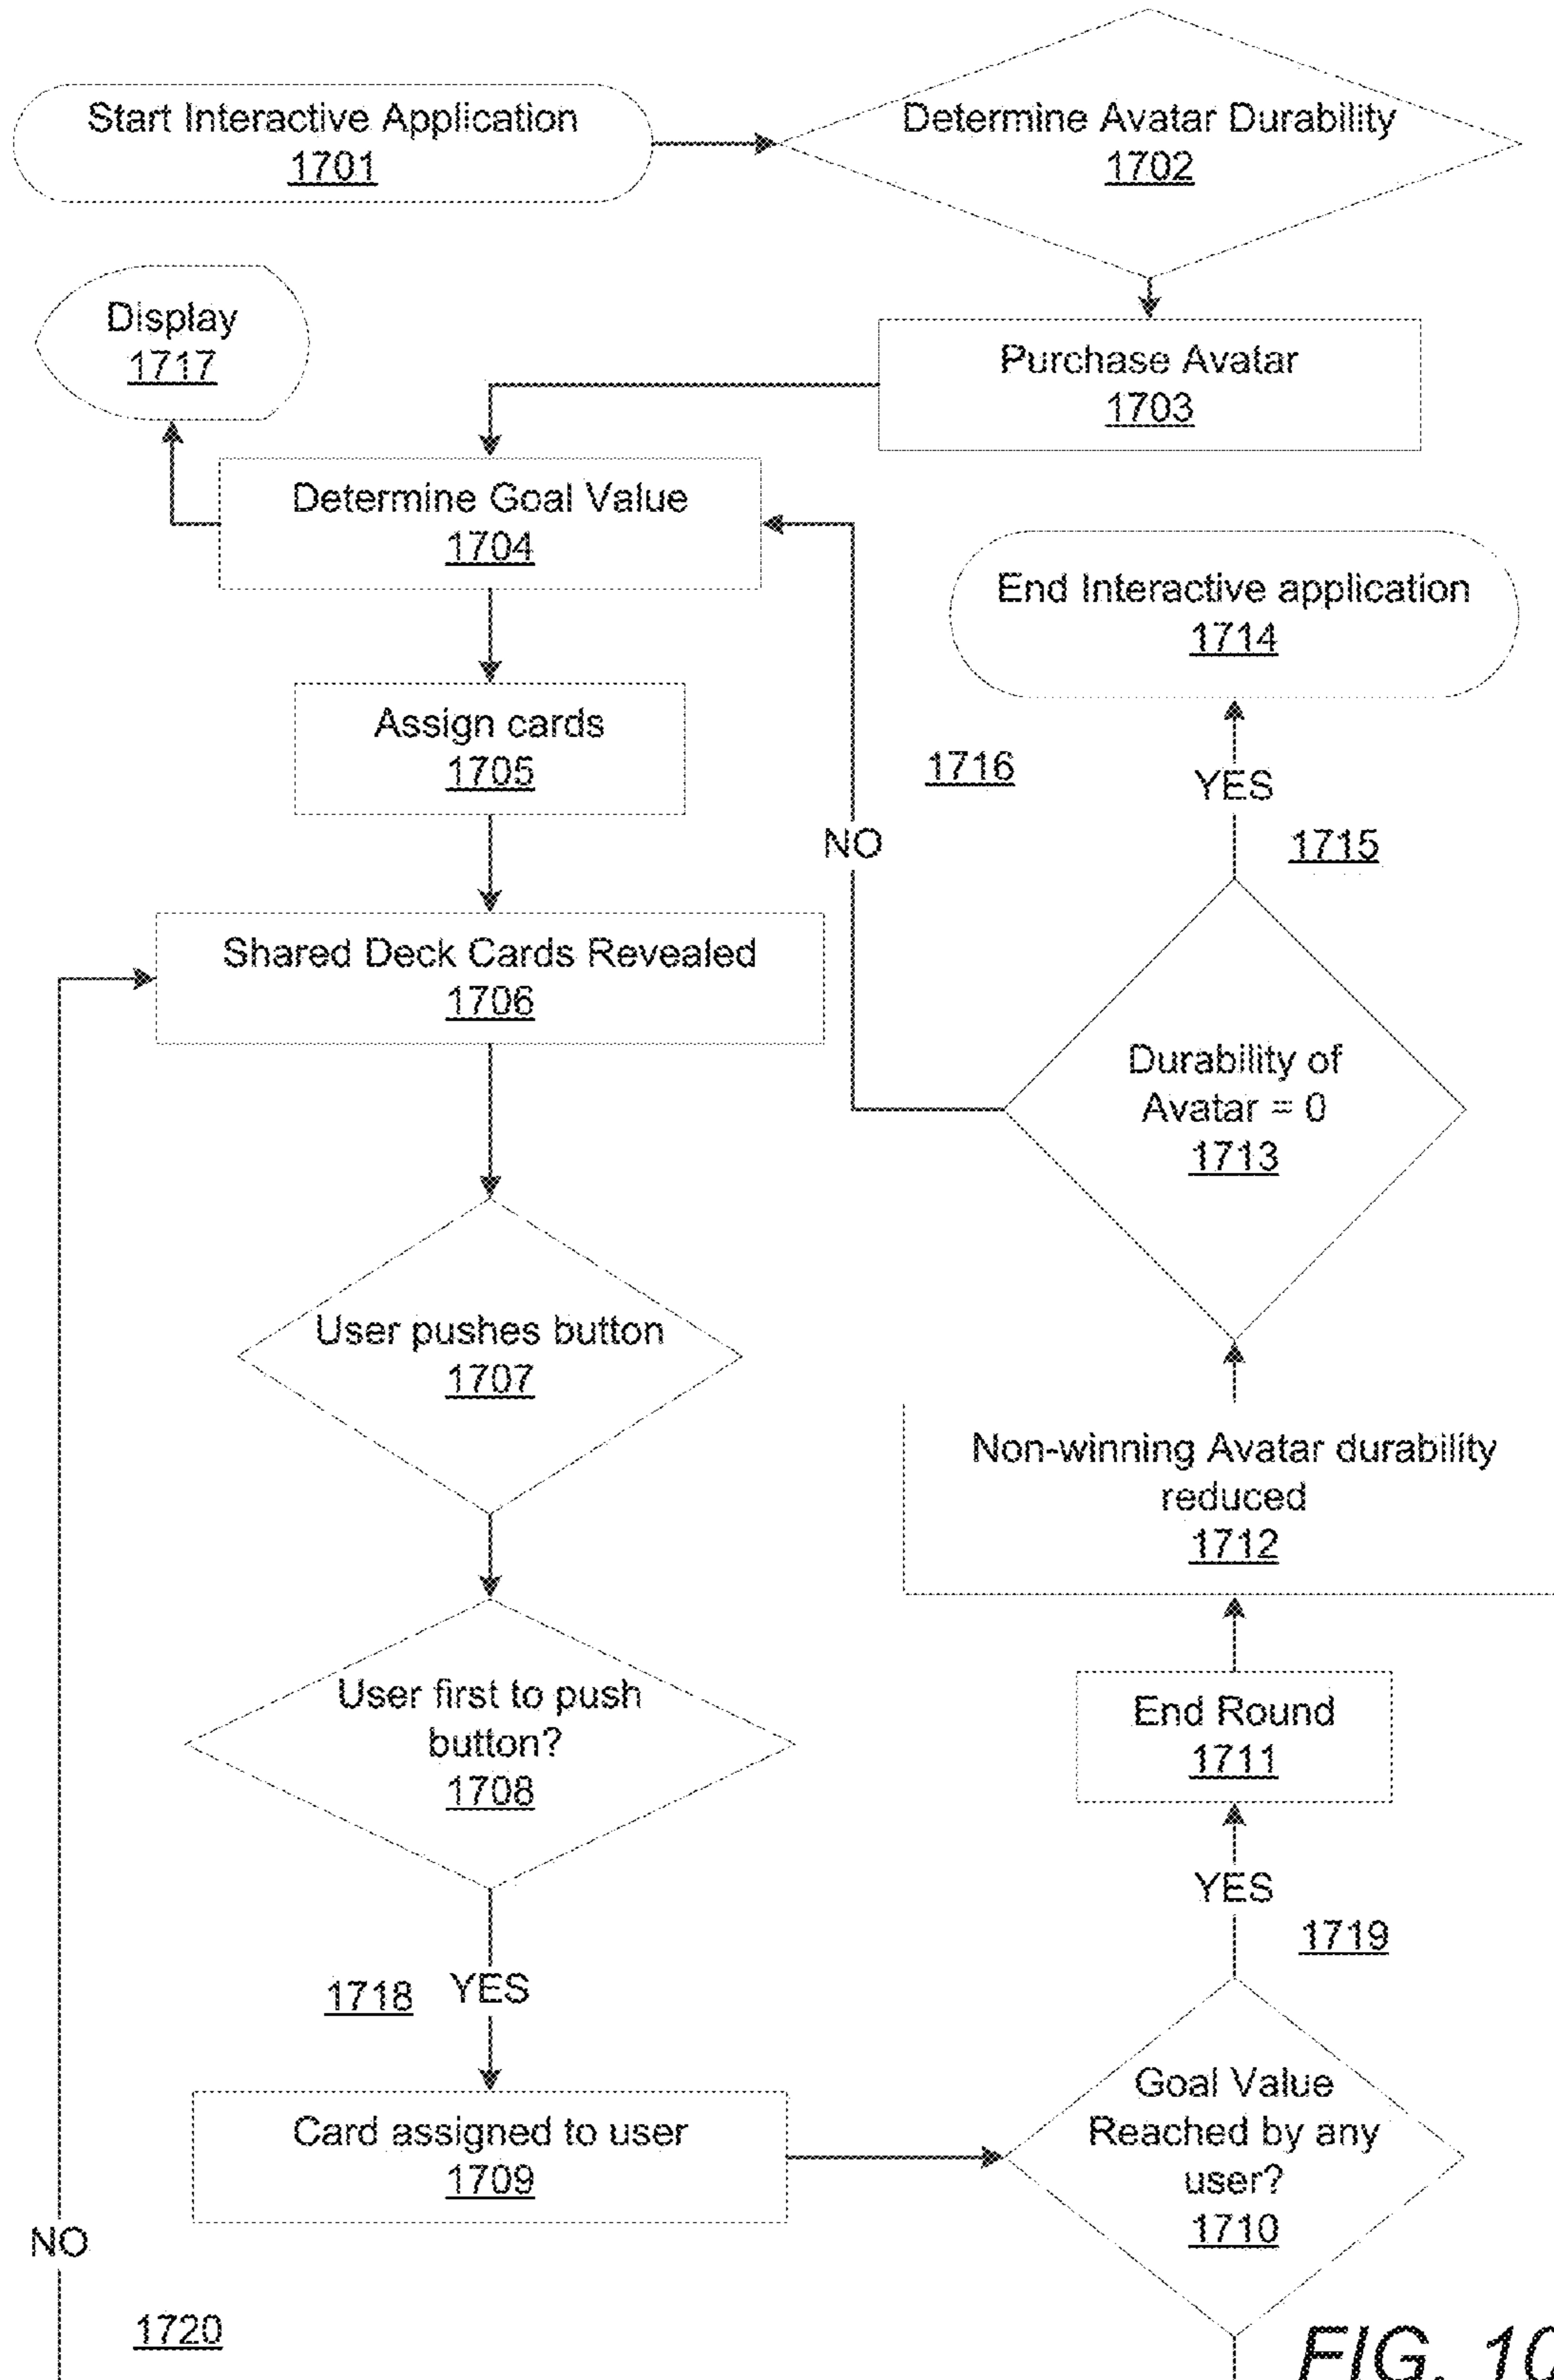 Start Interactive Application
1701
Determine Avatar Durability
1702
Display
1717
Purchase Avatar
1703
Determine Goal Value
1704
End Interactive application
1714
Assign cards
1705
1716
YES
1715
NO
Shared Deck Cards Revealed
1706
Durability of
Avatar = 0
1713
User pushes button
1707
Non-winning Avatar durability
reduced
1712
User first to push
button?
1708
End Round
1711
YES
1719
1718
YES
Card assigned to user
1709
Goal Value
Reached by any
user?
1710
NO
1720
FIG. 10